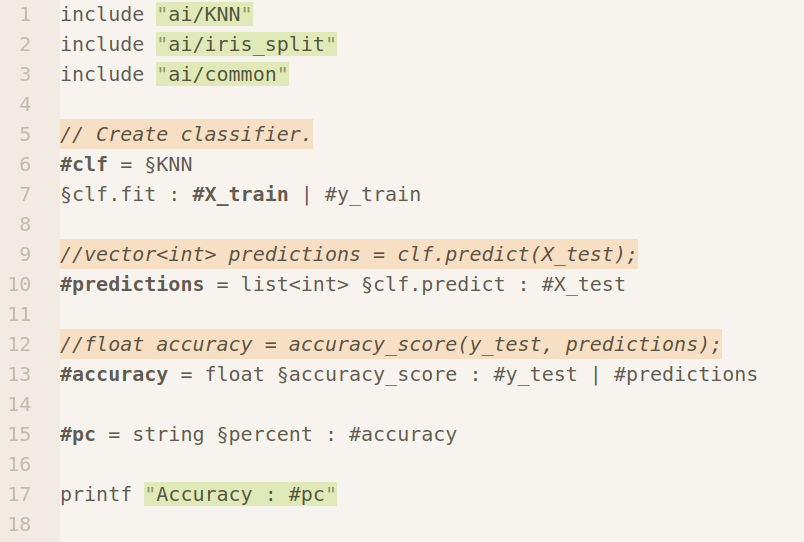 1 include "ai/KNN"
2 include "ai/iris_split"
3 include "ai/common"
4
5 // Create classifier.
6 #clf = §KNN
7 §clf.fit : #X_train | #y_train
8
9 //vector<int> predictions = clf.predict(X_test);
10 #predictions = list<int> §clf.predict : #X_test
11
12 //float accuracy = accuracy_score(y_test, predictions);
13 #accuracy = float §accuracy_score : #y_test | #predictions
14
15 #pc = string §percent : #accuracy
16
17 printf "Accuracy : #pc"
18